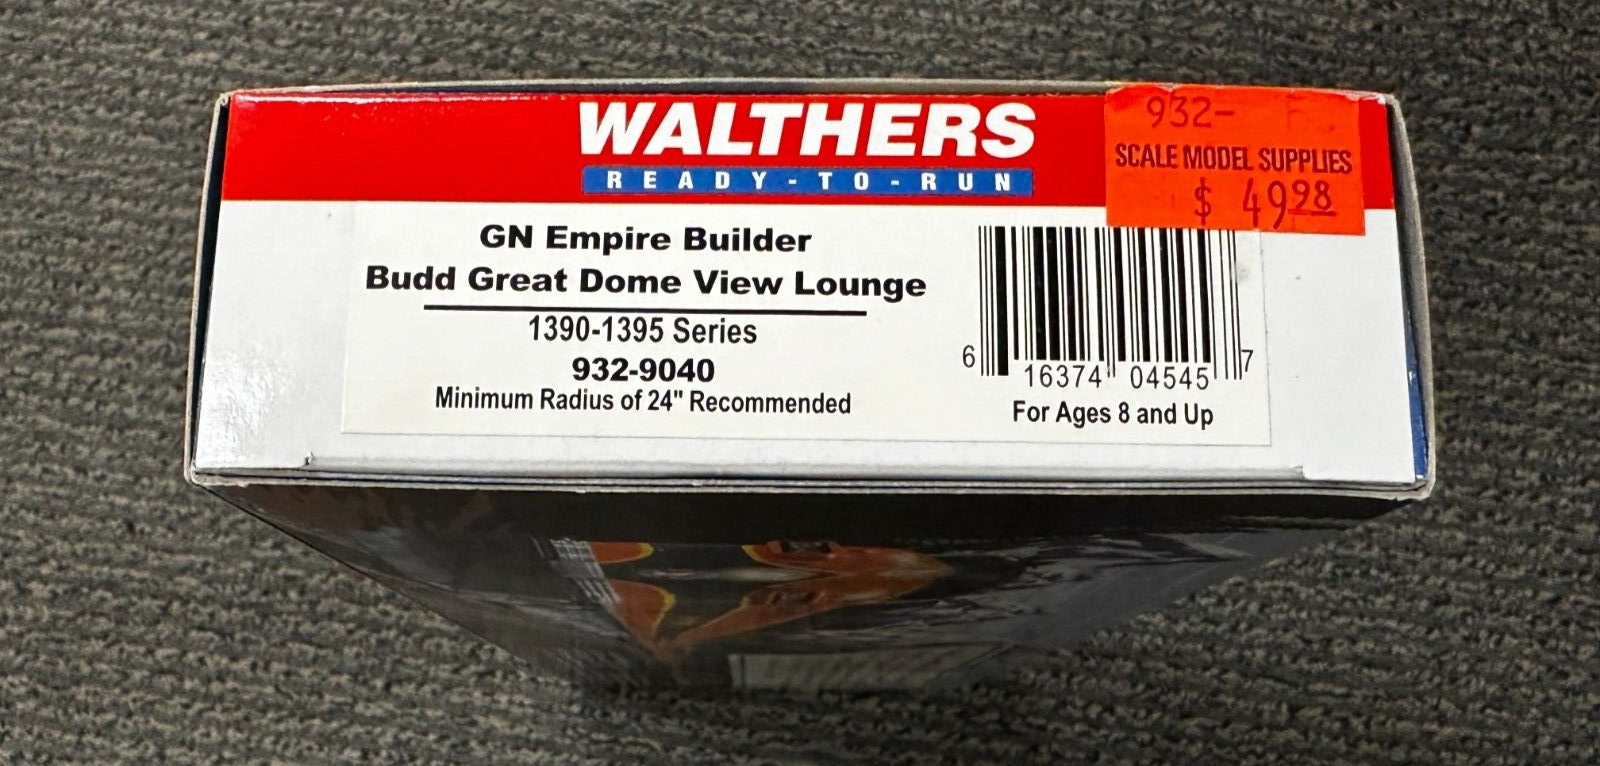 WALTHERS
READY-TO-RUN
932-
SCALE MODEL SUPPLIES
$ 49.98
GN Empire Builder
Budd Great Dome View Lounge
1390-1395 Series
932-9040
Minimum Radius of 24" Recommended
6 16374 04545 7
For Ages 8 and Up